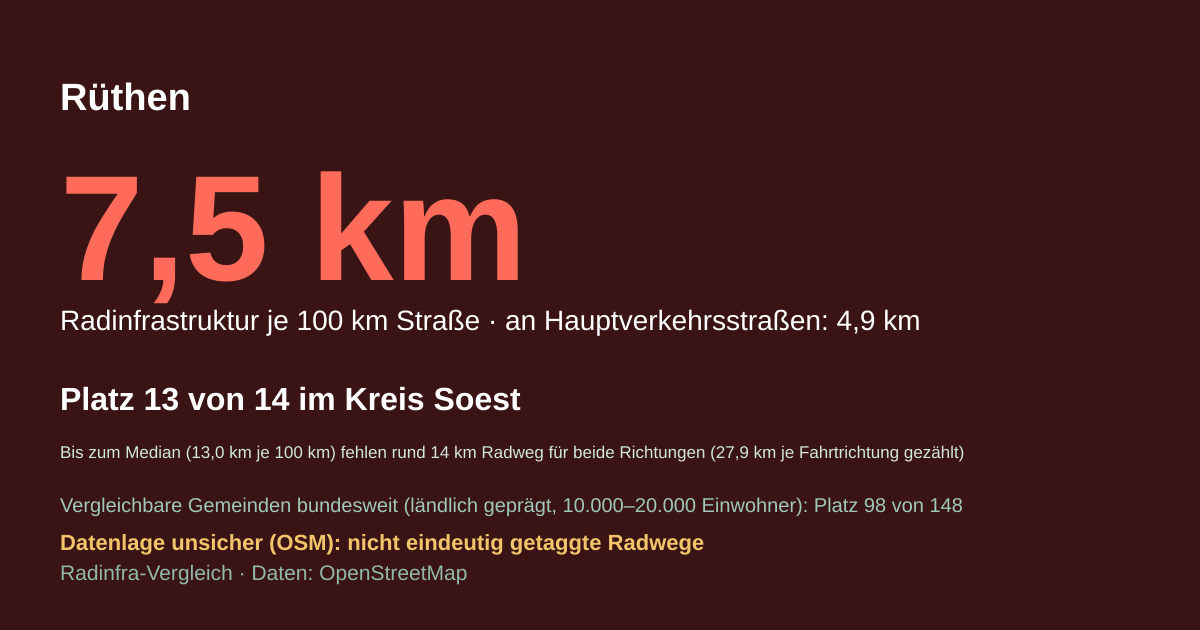 Rüthen
7,5 km
Radinfrastruktur je 100 km Straße · an Hauptverkehrsstraßen: 4,9 km
Platz 13 von 14 im Kreis Soest
Bis zum Median (13,0 km je 100 km) fehlen rund 14 km Radweg für beide Richtungen (27,9 km je Fahrtrichtung gezählt)
Vergleichbare Gemeinden bundesweit (ländlich geprägt, 10.000–20.000 Einwohner): Platz 98 von 148
Datenlage unsicher (OSM): nicht eindeutig getaggte Radwege
Radinfra-Vergleich · Daten: OpenStreetMap